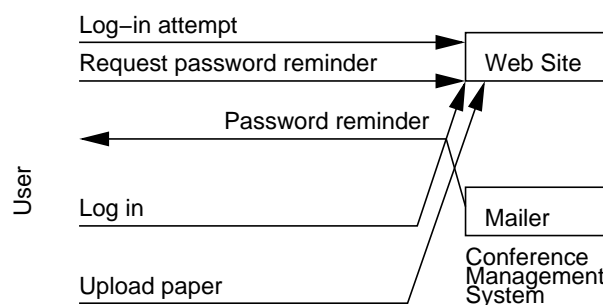 Log–in attempt
Request password reminder
Web Site
Password reminder
User
Log in
Mailer
Conference
Management
System
Upload paper